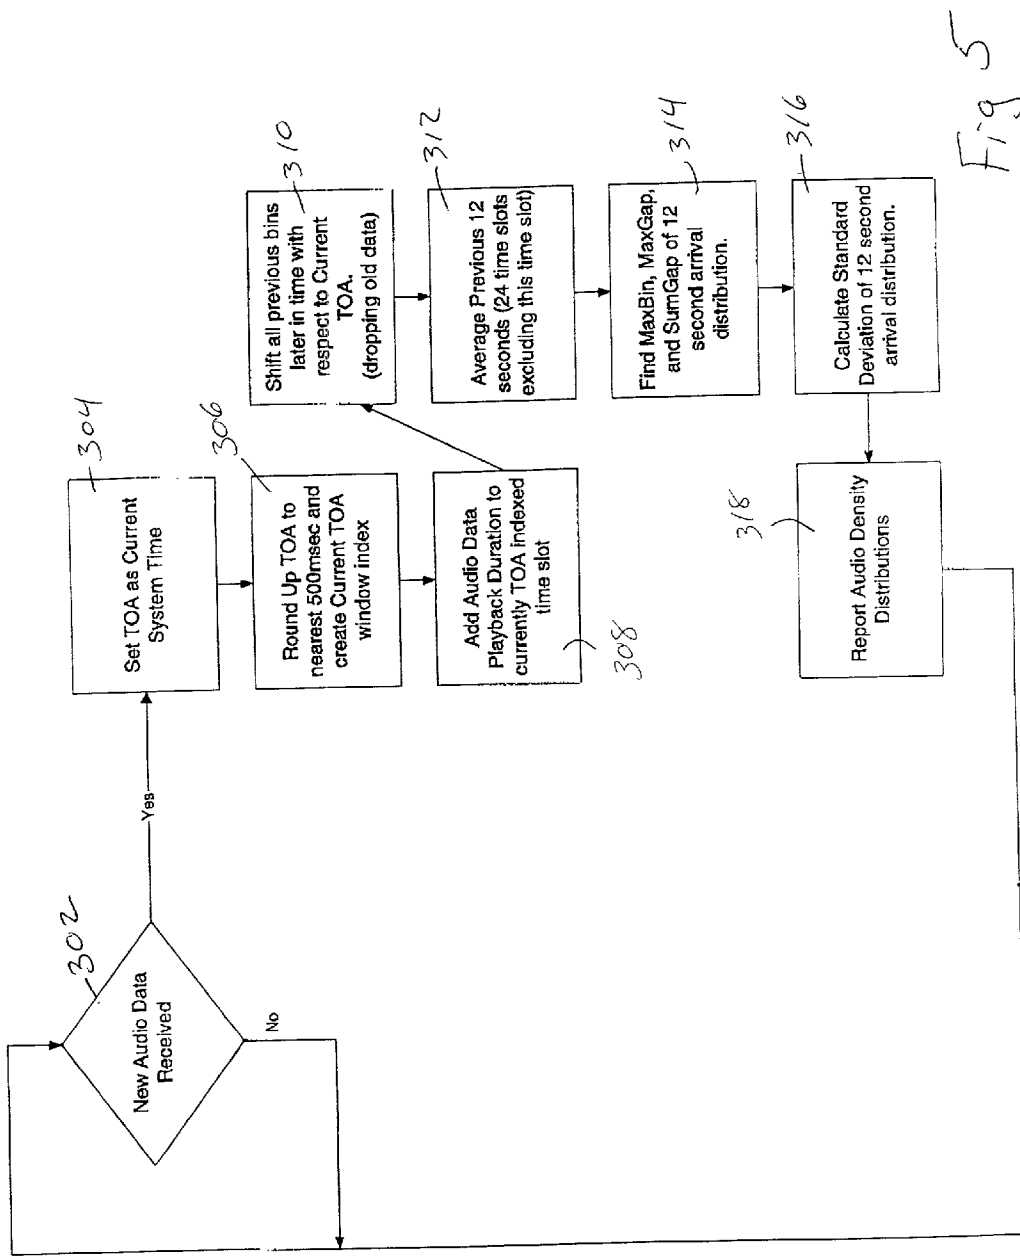 302
New Audio Data
Received
Yes
No
304
Set TOA as Current
System Time
306
Round Up TOA to
nearest 500msec and
create Current TOA
window index
Add Audio Data
Playback Duration to
currently TOA indexed
time slot
308
310
Shift all previous bins
later in time with
respect to Current
TOA.
(dropping old data)
312
Average Previous 12
seconds (24 time slots
excluding this time slot)
314
Find MaxBin, MaxGap,
and SumGap of 12
second arrival
distribution.
316
Calculate Standard
Deviation of 12 second
arrival distribution.
318
Report Audio Density
Distributions
Fig 5